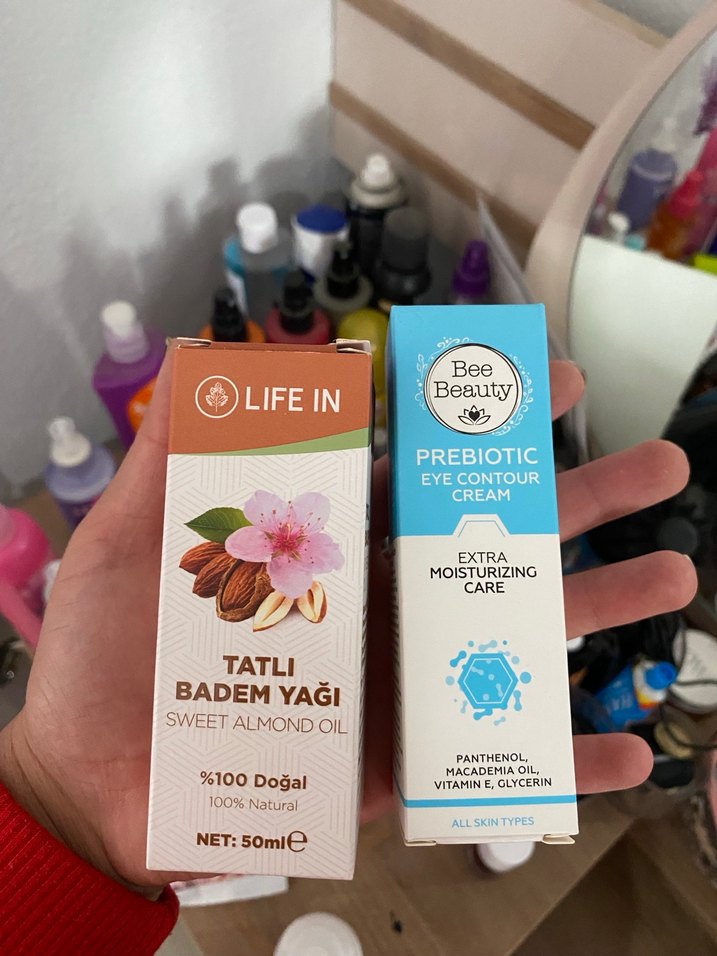 LIFE IN
TATLI
BADEM YAĞI
SWEET ALMOND OIL
%100 Doğal
100% Natural
NET: 50ml℮
Bee
Beauty
PREBIOTIC
EYE CONTOUR
CREAM
EXTRA
MOISTURIZING
CARE
PANTHENOL,
MACADEMIA OIL,
VITAMIN E, GLYCERIN
ALL SKIN TYPES